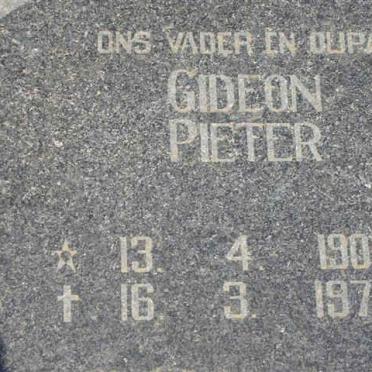 ONS VADER EN OUPA
GIDEON
PIETER
13. 4. 190
16. 3. 197